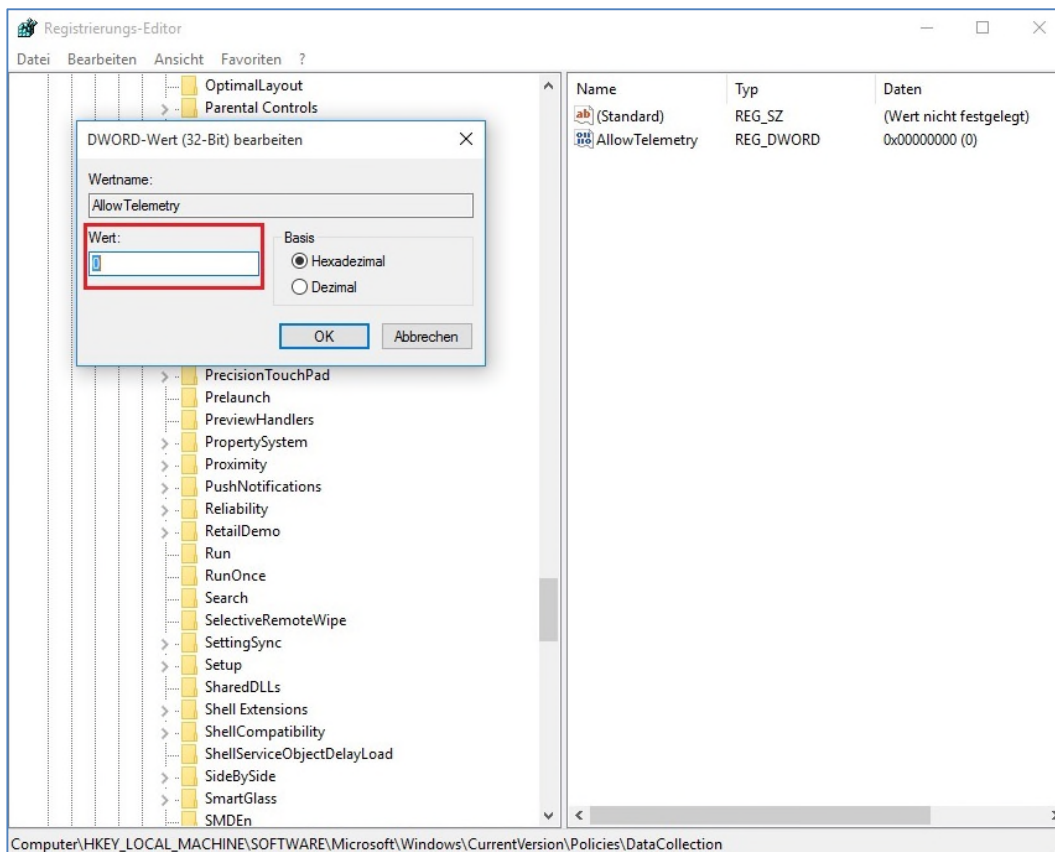 Registrierungs-Editor
Datei Bearbeiten Ansicht Favoriten ?
OptimalLayout
Parental Controls
DWORD-Wert (32-Bit) bearbeiten
Wertname:
AllowTelemetry
Wert:
0
Basis
Hexadezimal
Dezimal
OK Abbrechen
PrecisionTouchPad
Prelaunch
PreviewHandlers
PropertySystem
Proximity
PushNotifications
Reliability
RetailDemo
Run
RunOnce
Search
SelectiveRemoteWipe
SettingSync
Setup
SharedDLLs
Shell Extensions
ShellCompatibility
ShellServiceObjectDelayLoad
SideBySide
SmartGlass
SMDEn
Name Typ Daten
(Standard) REG_SZ (Wert nicht festgelegt)
AllowTelemetry REG_DWORD 0x00000000 (0)
Computer\HKEY_LOCAL_MACHINE\SOFTWARE\Microsoft\Windows\CurrentVersion\Policies\DataCollection